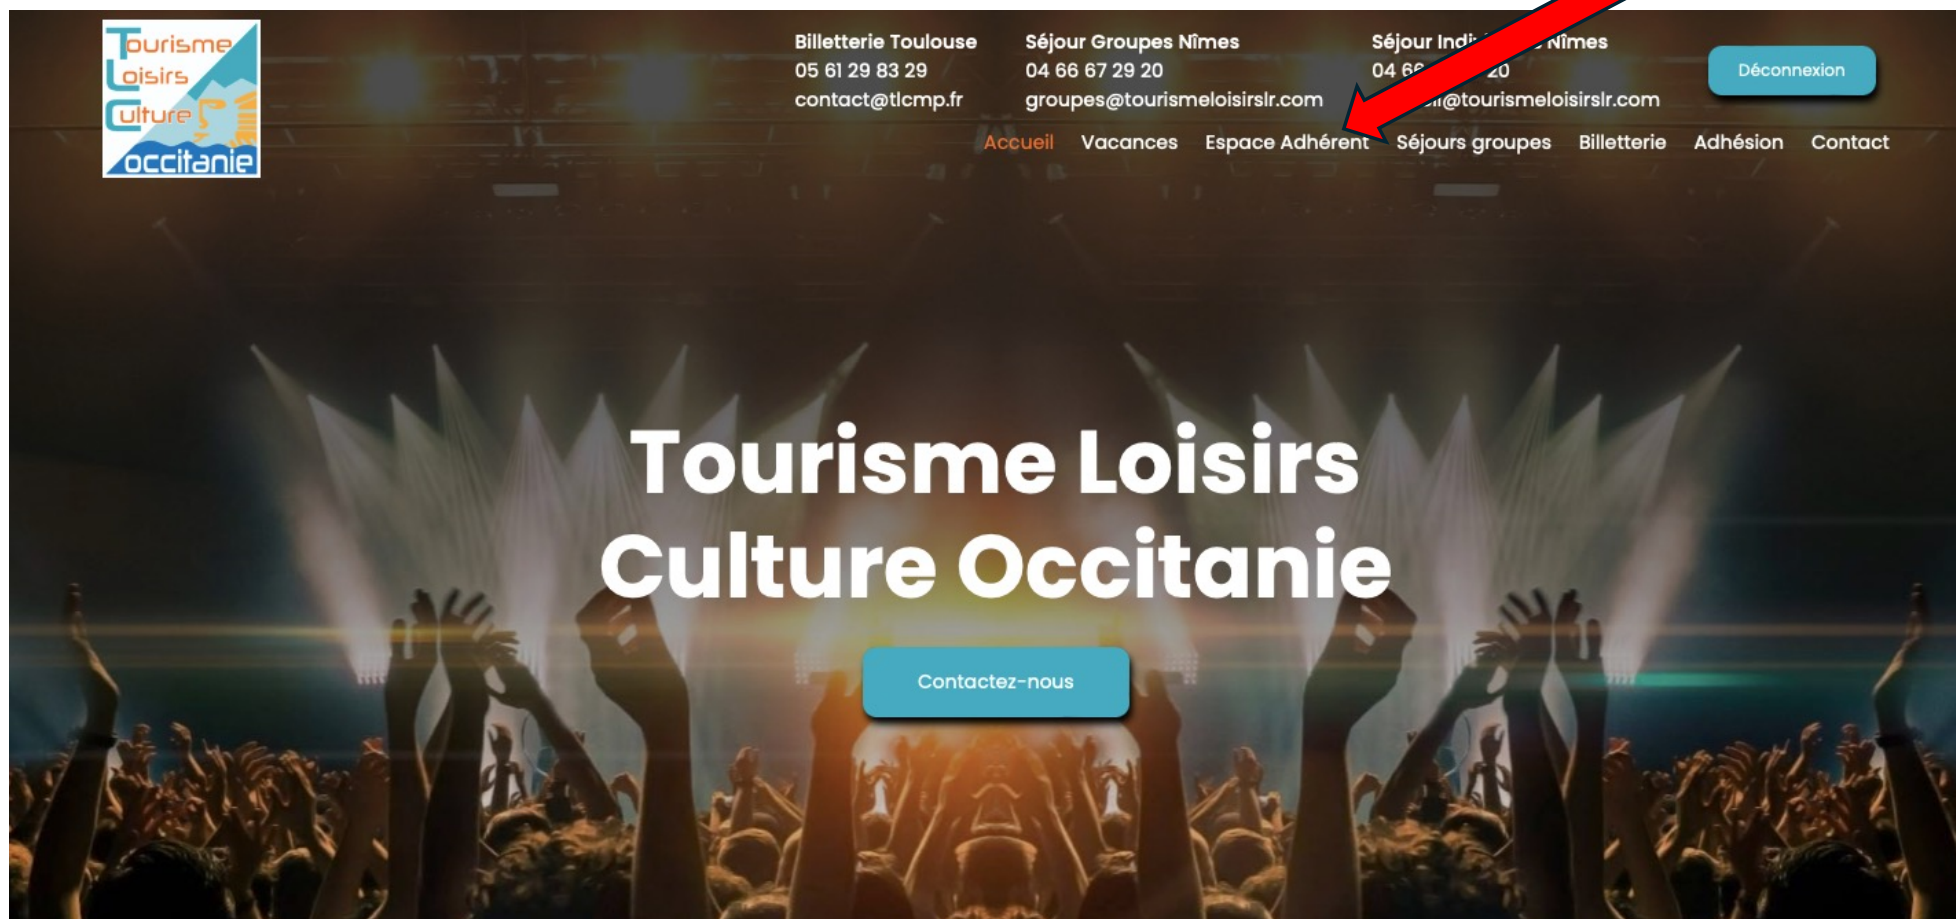 Tourisme
Loisirs
Culture
occitanie
Billetterie Toulouse
05 61 29 83 29
contact@tlcmp.fr
Séjour Groupes Nîmes
04 66 67 29 20
groupes@tourismeloisirslr.com
Séjour Nîmes
04 66 20
@tourismeloisirslr.com
Déconnexion
Accueil Vacances Espace Adhérent Séjours groupes Billetterie Adhésion Contact
Tourisme Loisirs
Culture Occitanie
Contactez-nous